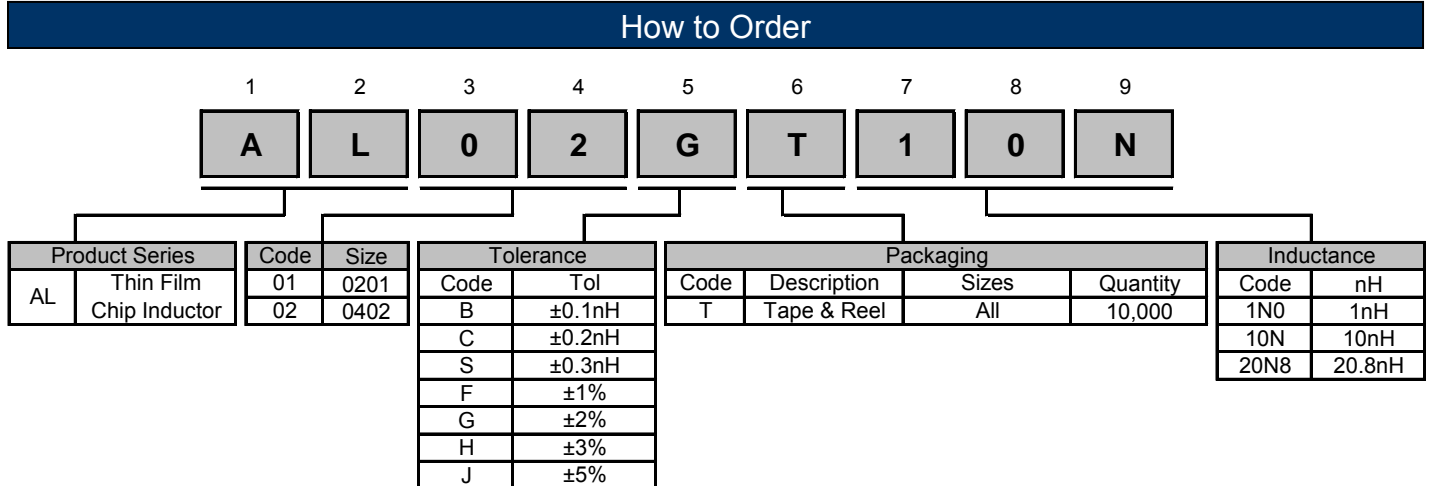 How to Order
1 2 3 4 5 6 7 8 9
A L 0 2 G T 1 0 N
Product Series Code Size Tolerance Packaging Inductance
AL Thin Film Chip Inductor 01 0201 Code Tol Code Description Sizes Quantity Code nH
02 0402 B ±0.1nH T Tape & Reel All 10,000 1N0 1nH
C ±0.2nH 10N 10nH
S ±0.3nH 20N8 20.8nH
F ±1%
G ±2%
H ±3%
J ±5%